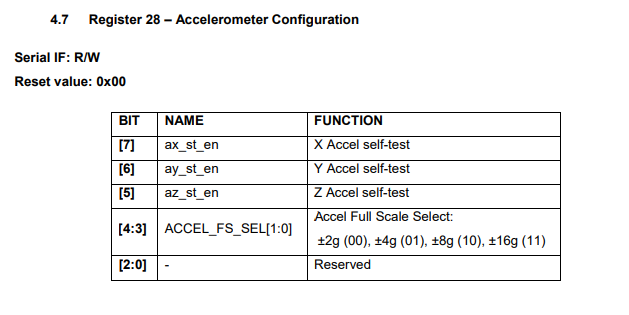 4.7 Register 28 – Accelerometer Configuration
Serial IF: R/W
Reset value: 0x00
BIT NAME FUNCTION
[7] ax_st_en X Accel self-test
[6] ay_st_en Y Accel self-test
[5] az_st_en Z Accel self-test
[4:3] ACCEL_FS_SEL[1:0] Accel Full Scale Select:
±2g (00), ±4g (01), ±8g (10), ±16g (11)
[2:0] - Reserved